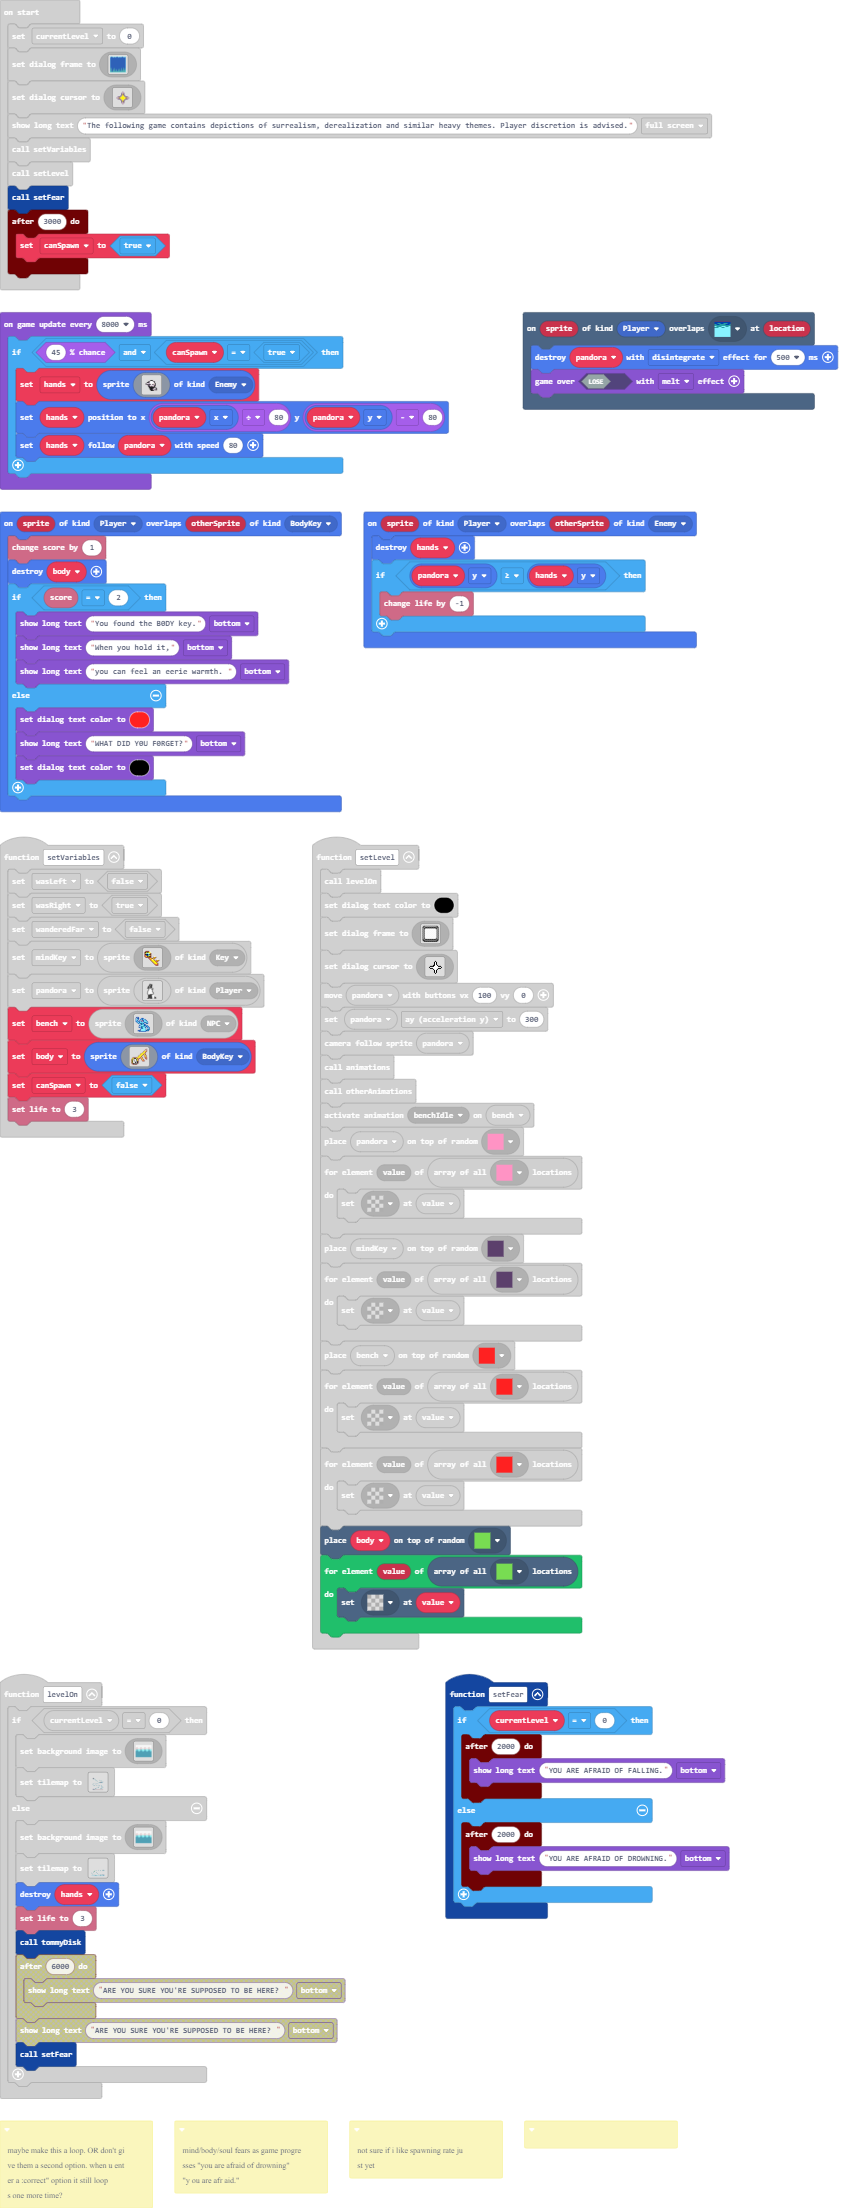 on start
set currentLevel to 0
set dialog frame to
set dialog cursor to
show long text "The following game contains depictions of surrealism, derealization and similar heavy themes. Player discretion is advised." full screen
call setVariables
call setLevel
call setFear
after 3000 do
set canSpawn to true
on game update every 8000 ms
if 45 % chance and canSpawn = true then
set hands to sprite of kind Enemy
set hands position to x pandora x ÷ 80 y pandora y - 80
set hands follow pandora with speed 80
on sprite of kind Player overlaps at location
destroy pandora with disintegrate effect for 500 ms
game over LOSE with melt effect
on sprite of kind Player overlaps otherSprite of kind BodyKey
change score by 1
destroy body
if score = 2 then
show long text "You found the B0DY key." bottom
show long text "When you hold it," bottom
show long text "you can feel an eerie warmth. " bottom
else
set dialog text color to
show long text "WHAT DID Y0U F0RGET?" bottom
set dialog text color to
on sprite of kind Player overlaps otherSprite of kind Enemy
destroy hands
if pandora y ≥ hands y then
change life by -1
function setVariables
set wasLeft to false
set wasRight to true
set wanderedFar to false
set mindKey to sprite of kind Key
set pandora to sprite of kind Player
set bench to sprite of kind NPC
set body to sprite of kind BodyKey
set canSpawn to false
set life to 3
function setLevel
call levelOn
set dialog text color to
set dialog frame to
set dialog cursor to
move pandora with buttons vx 100 vy 0
set pandora ay (acceleration y) to 300
camera follow sprite pandora
call animations
call otherAnimations
activate animation benchIdle on bench
place pandora on top of random
for element value of array of all locations
do set at value
place mindKey on top of random
for element value of array of all locations
do set at value
place bench on top of random
for element value of array of all locations
do set at value
for element value of array of all locations
do set at value
place body on top of random
for element value of array of all locations
do set at value
function levelOn
if currentLevel = 0 then
set background image to
set tilemap to
else
set background image to
set tilemap to
destroy hands
set life to 3
call tommyDisk
after 6000 do
show long text "ARE YOU SURE YOU'RE SUPPOSED TO BE HERE? " bottom
show long text "ARE YOU SURE YOU'RE SUPPOSED TO BE HERE? " bottom
call setFear
function setFear
if currentLevel = 0 then
after 2000 do
show long text "YOU ARE AFRAID OF FALLING." bottom
else
after 2000 do
show long text "YOU ARE AFRAID OF DROWNING." bottom
maybe make this a loop. OR don't gi
ve them a second option. when u ent
er a :correct" option it still loop
s one more time?
mind/body/soul fears as game progre
sses "you are afraid of drowning"
"y ou are afr aid."
not sure if i like spawning rate ju
st yet